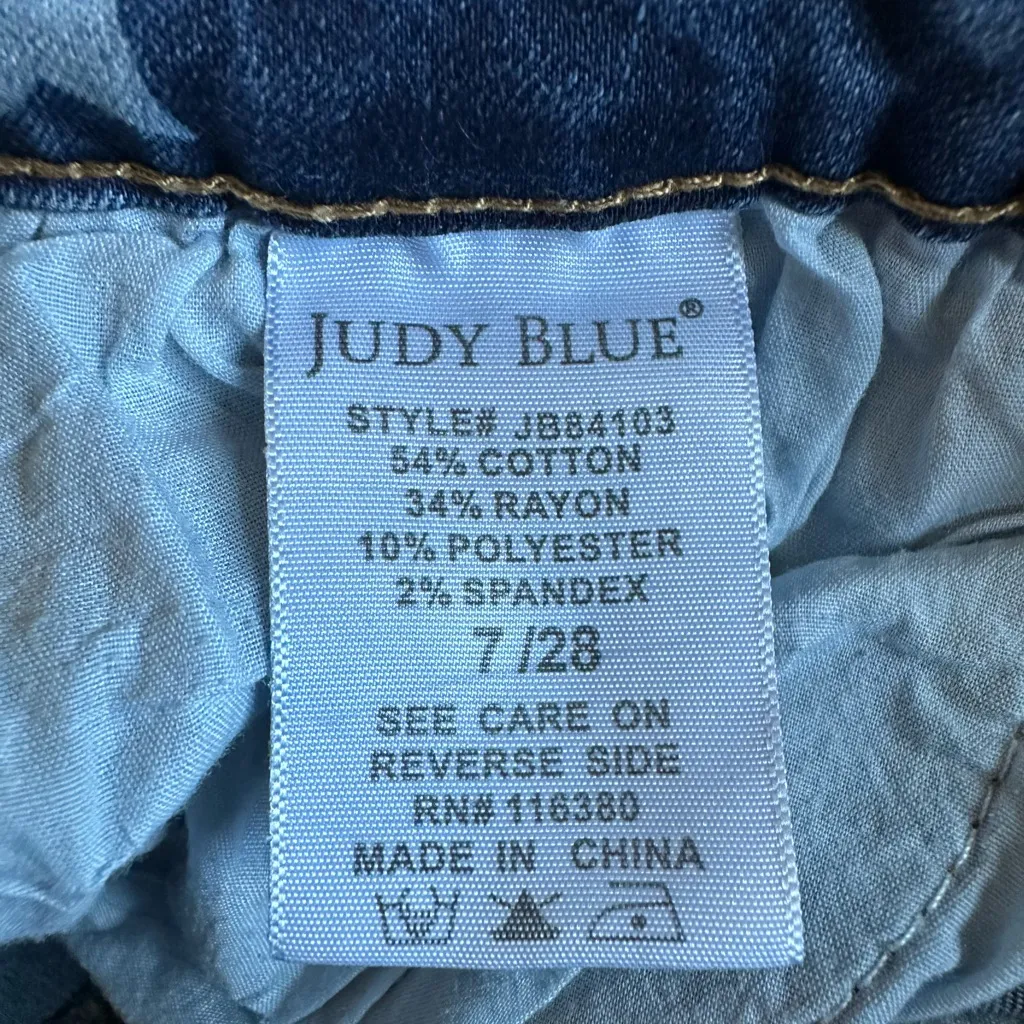 JUDY BLUE®
STYLE# JB84103
54% COTTON
34% RAYON
10% POLYESTER
2% SPANDEX
7 /28
SEE CARE ON
REVERSE SIDE
RN# 116380
MADE IN CHINA